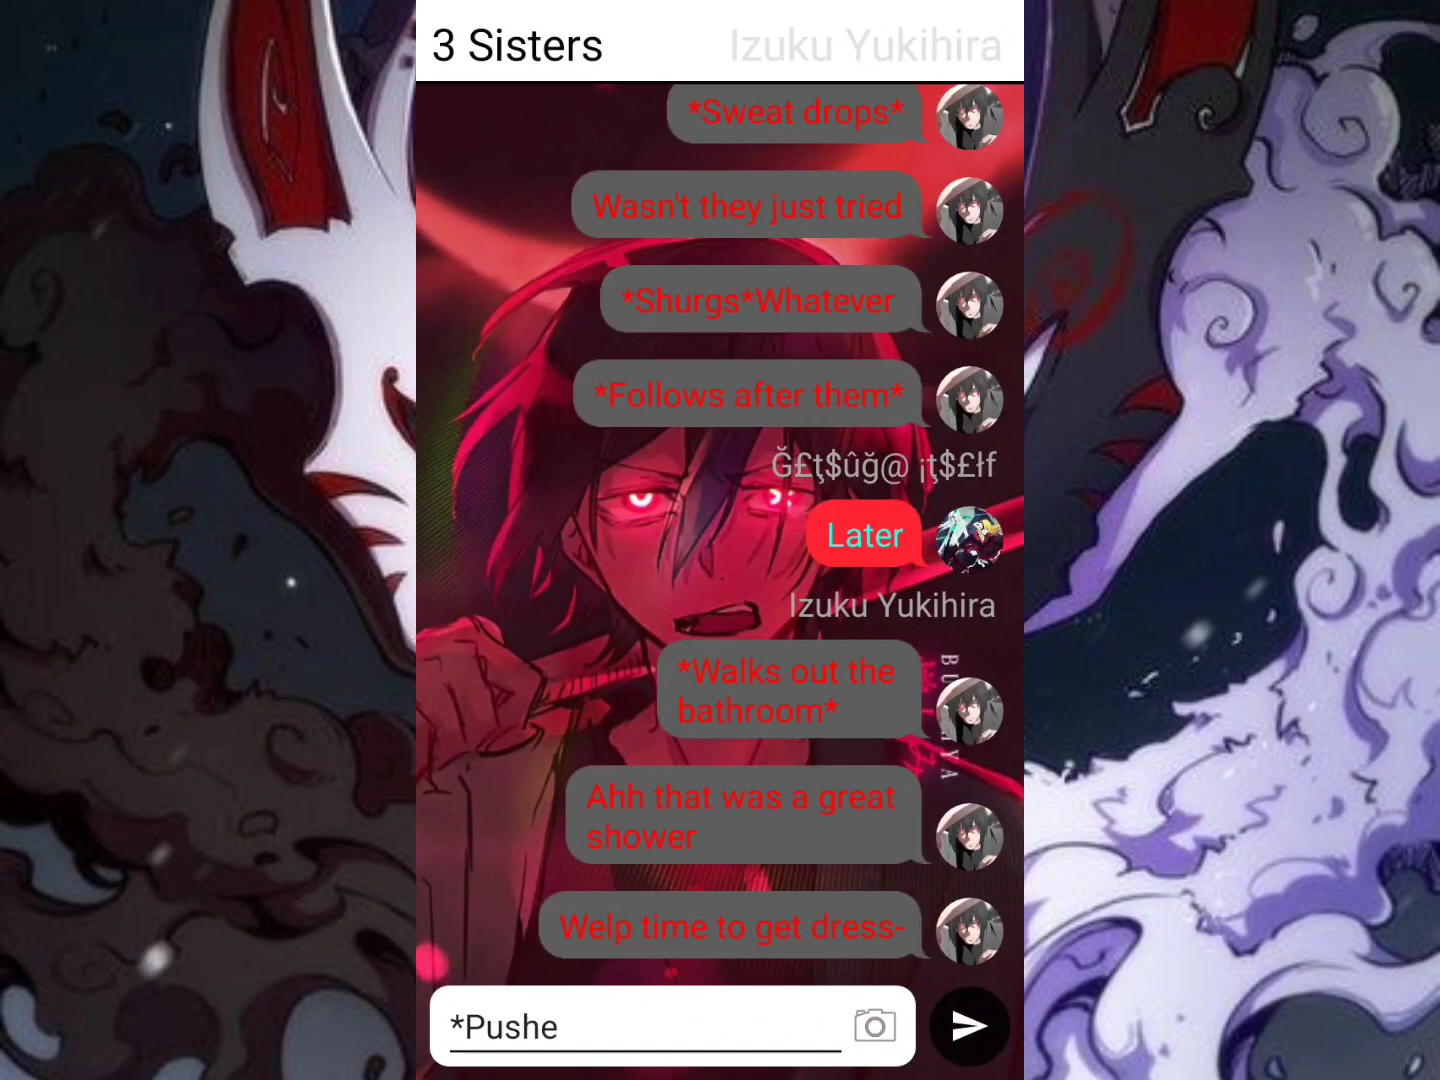 3 Sisters
Izuku Yukihira
*Sweat drops*
Wasn't they just tried
*Shurgs*Whatever
*Follows after them*
Ğ£ţ$ûğ@ ¡ţ$£łf
Later
Izuku Yukihira
*Walks out the
bathroom*
Ahh that was a great
shower
Welp time to get dress-
*Pushe